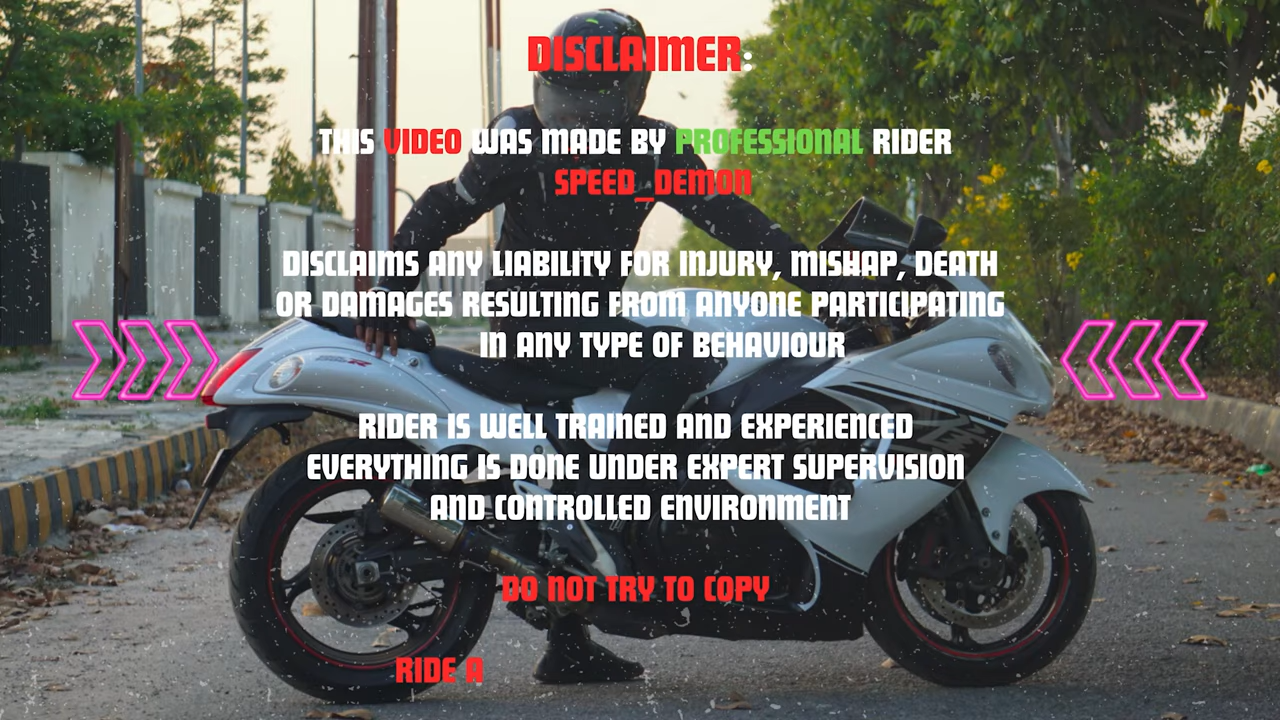 DISCLAIMER:
THIS VIDEO WAS MADE BY PROFESSIONAL RIDER
SPEED_DEMON
DISCLAIMS ANY LIABILITY FOR INJURY, MISHAP, DEATH
OR DAMAGES RESULTING FROM ANYONE PARTICIPATING
IN ANY TYPE OF BEHAVIOUR
RIDER IS WELL TRAINED AND EXPERIENCED
EVERYTHING IS DONE UNDER EXPERT SUPERVISION
AND CONTROLLED ENVIRONMENT
DO NOT TRY TO COPY
RIDE A